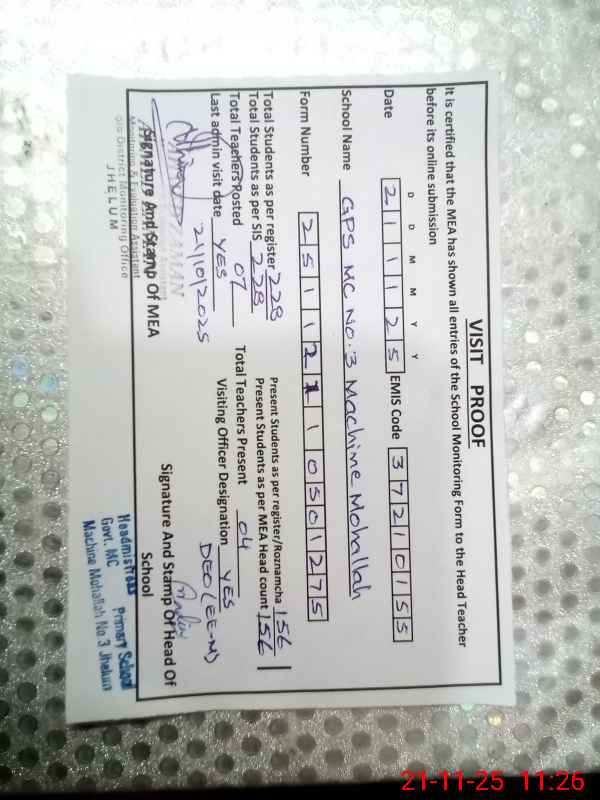 VISIT PROOF
It is certified that the MEA has shown all entries of the School Monitoring Form to the Head Teacher
before its online submission
D D M M Y Y
Date 2 1 1 1 2 5 EMIS Code 3 7 2 1 0 1 5 5
School Name GPS MC No.3 Machine Mohallah
Form Number 2 5 1 1 2 1 1 0 5 0 1 2 7 5
Total Students as per register 228 Present Students as per register/Roznamcha 156
Total Students as per SIS 228 Present Students as per MEA Head count 156
Total Teachers Posted 07 Total Teachers Present 04
Last admin visit date YES Visiting Officer Designation YES
21/10/2025 DEO (EE-M)
Signature And Stamp Of MEA Signature And Stamp Of Head Of
School
Monitoring & Evaluation Assistant
O/O District Monitoring Office
JHELUM
Headmistress Primary School
Govt. MC
Machine Mohallah No 3 Jhelum
21-11-25 11:26